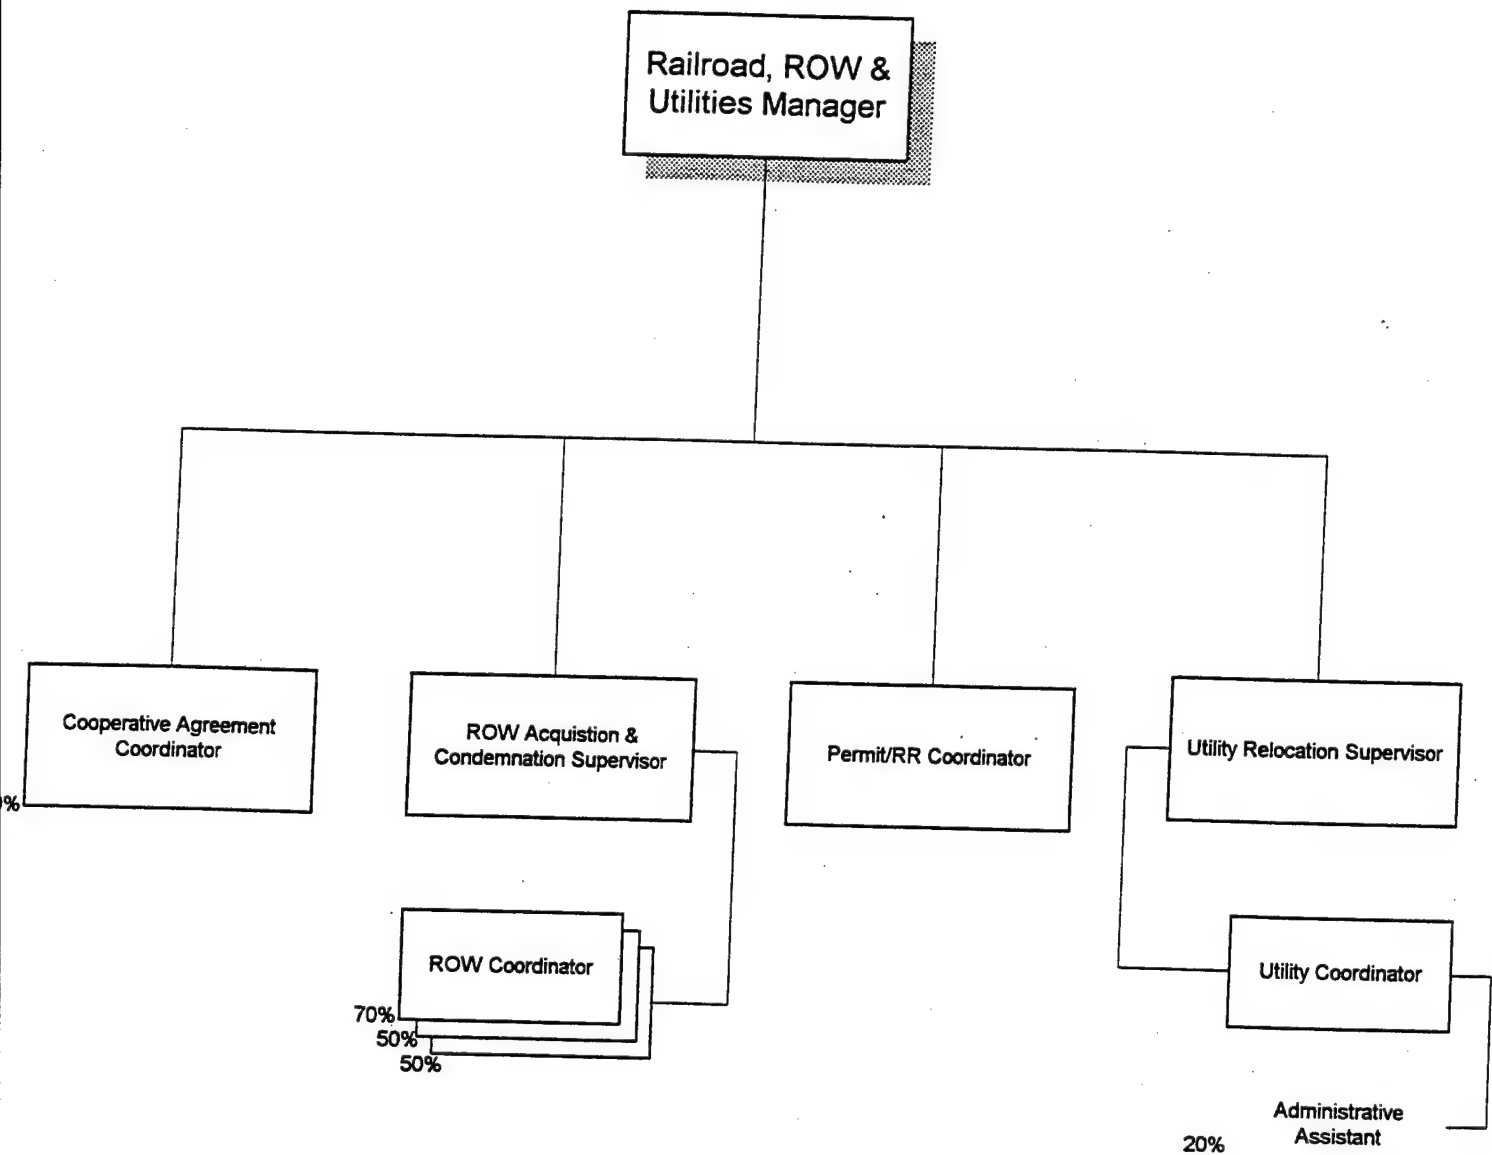 Railroad, ROW &
Utilities Manager
Cooperative Agreement
Coordinator
ROW Acquistion &
Condemnation Supervisor
Permit/RR Coordinator
Utility Relocation Supervisor
ROW Coordinator
70%
50%
50%
Utility Coordinator
Administrative
Assistant
20%